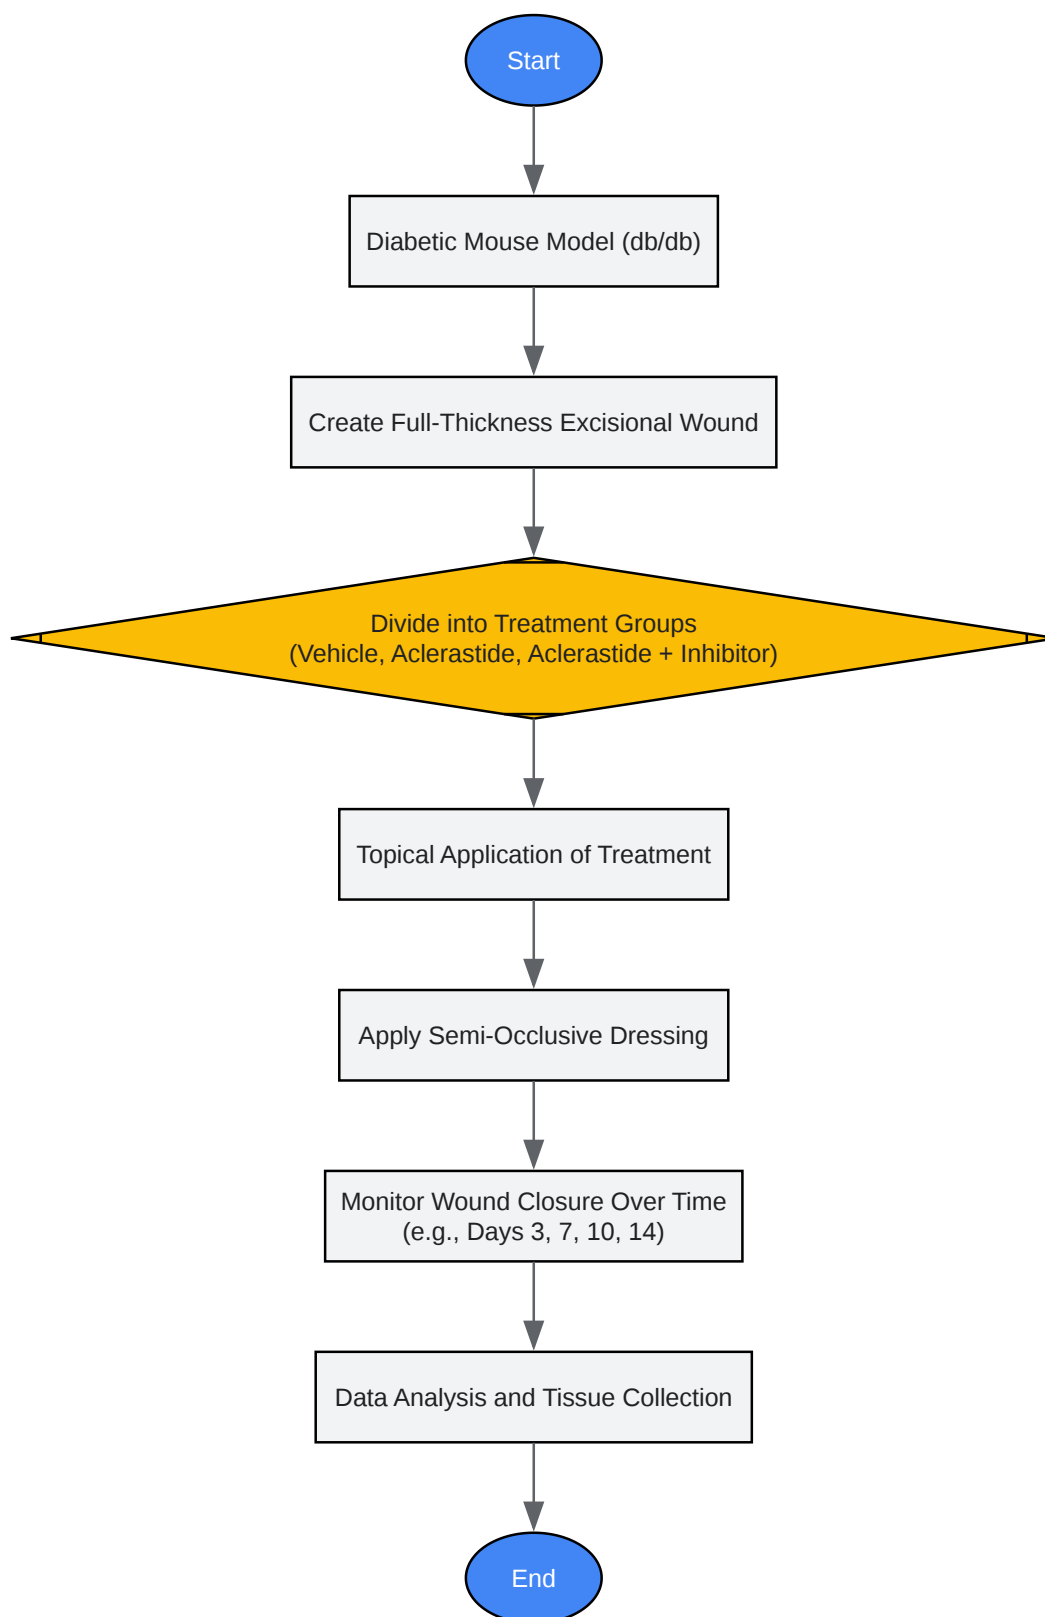 Start
Diabetic Mouse Model (db/db)
Create Full-Thickness Excisional Wound
Divide into Treatment Groups
(Vehicle, Aclerastide, Aclerastide + Inhibitor)
Topical Application of Treatment
Apply Semi-Occlusive Dressing
Monitor Wound Closure Over Time
(e.g., Days 3, 7, 10, 14)
Data Analysis and Tissue Collection
End